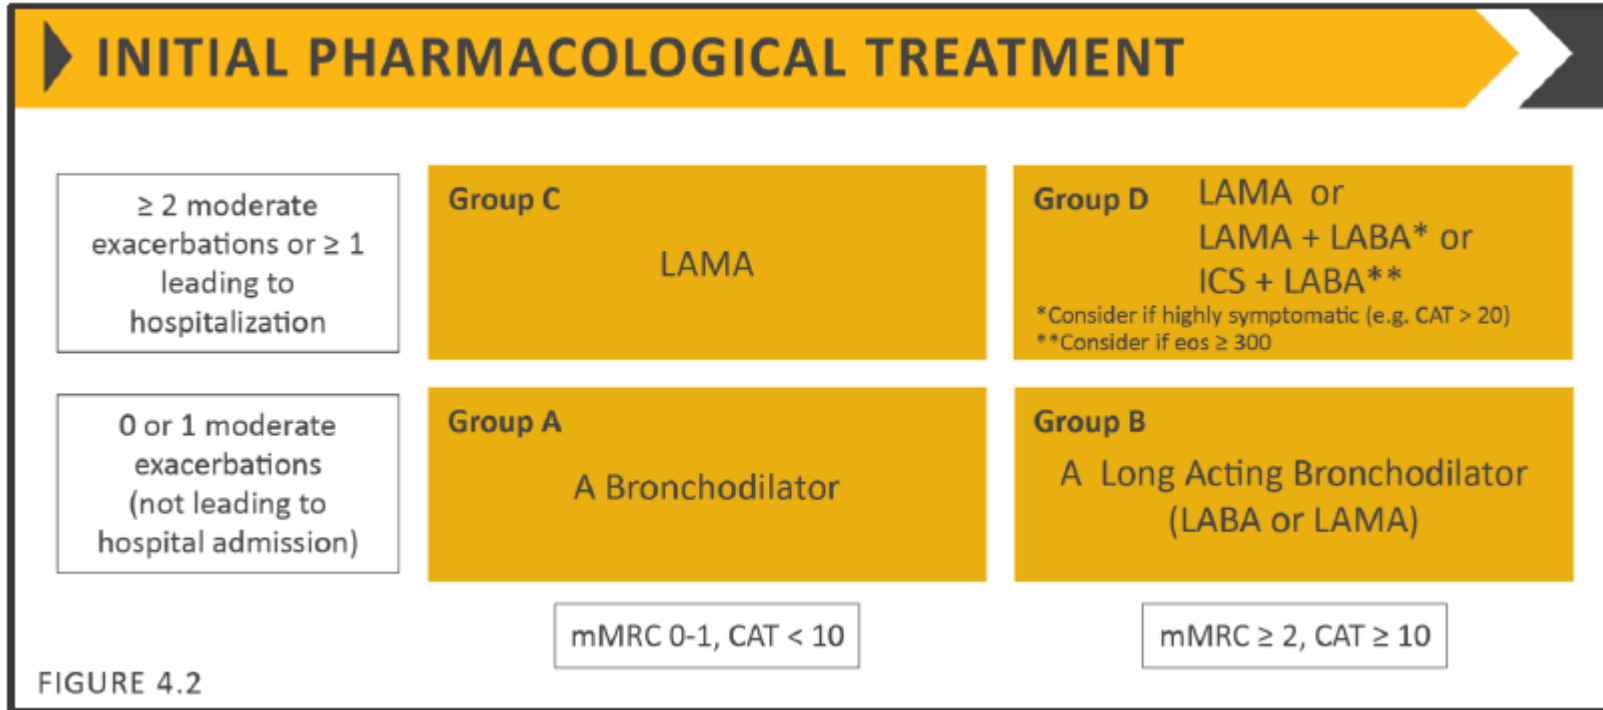 INITIAL PHARMACOLOGICAL TREATMENT
≥ 2 moderate
exacerbations or ≥ 1
leading to
hospitalization
Group C
LAMA
Group D
LAMA or
LAMA + LABA* or
ICS + LABA**
*Consider if highly symptomatic (e.g. CAT > 20)
**Consider if eos ≥ 300
0 or 1 moderate
exacerbations
(not leading to
hospital admission)
Group A
A Bronchodilator
Group B
A Long Acting Bronchodilator
(LABA or LAMA)
mMRC 0-1, CAT < 10
mMRC ≥ 2, CAT ≥ 10
FIGURE 4.2